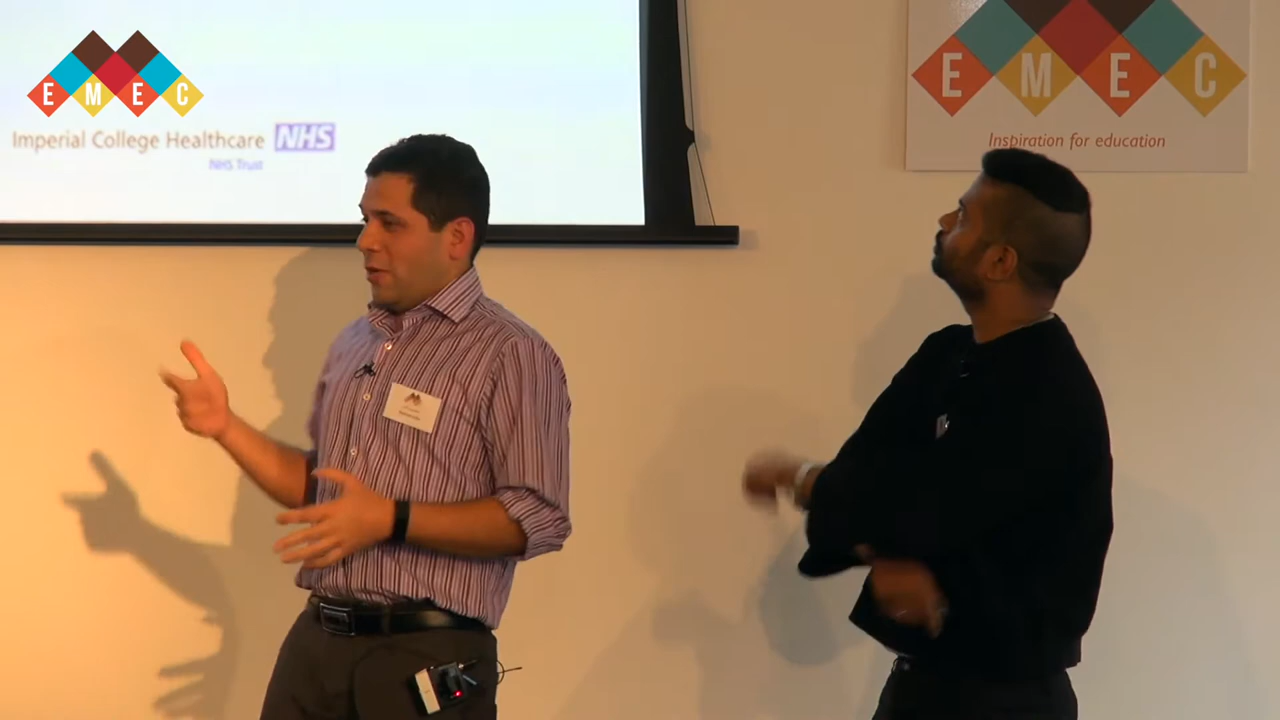 EMEC
Imperial College Healthcare NHS
NHS Trust
EMEC
Inspiration for education